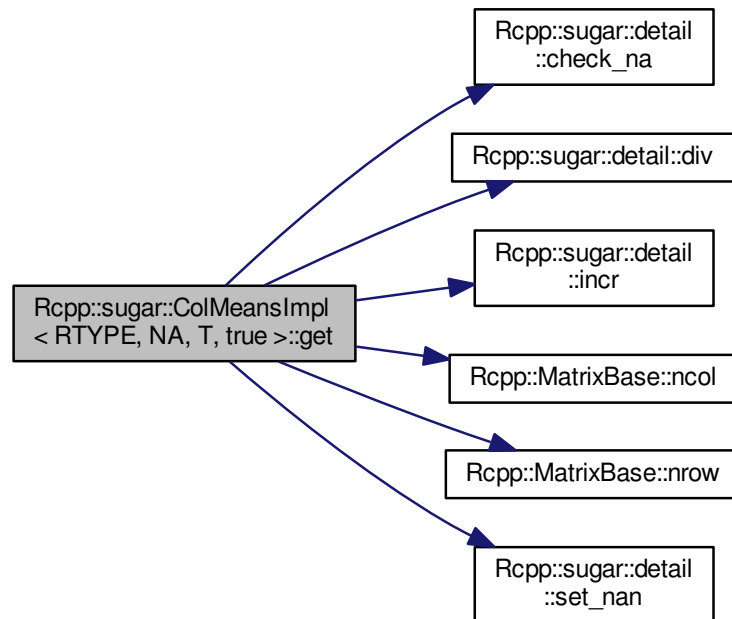 Rcpp::sugar::detail
::check_na
Rcpp::sugar::detail::div
Rcpp::sugar::detail
::incr
Rcpp::sugar::ColMeansImpl
< RTYPE, NA, T, true >::get
Rcpp::MatrixBase::ncol
Rcpp::MatrixBase::nrow
Rcpp::sugar::detail
::set_nan